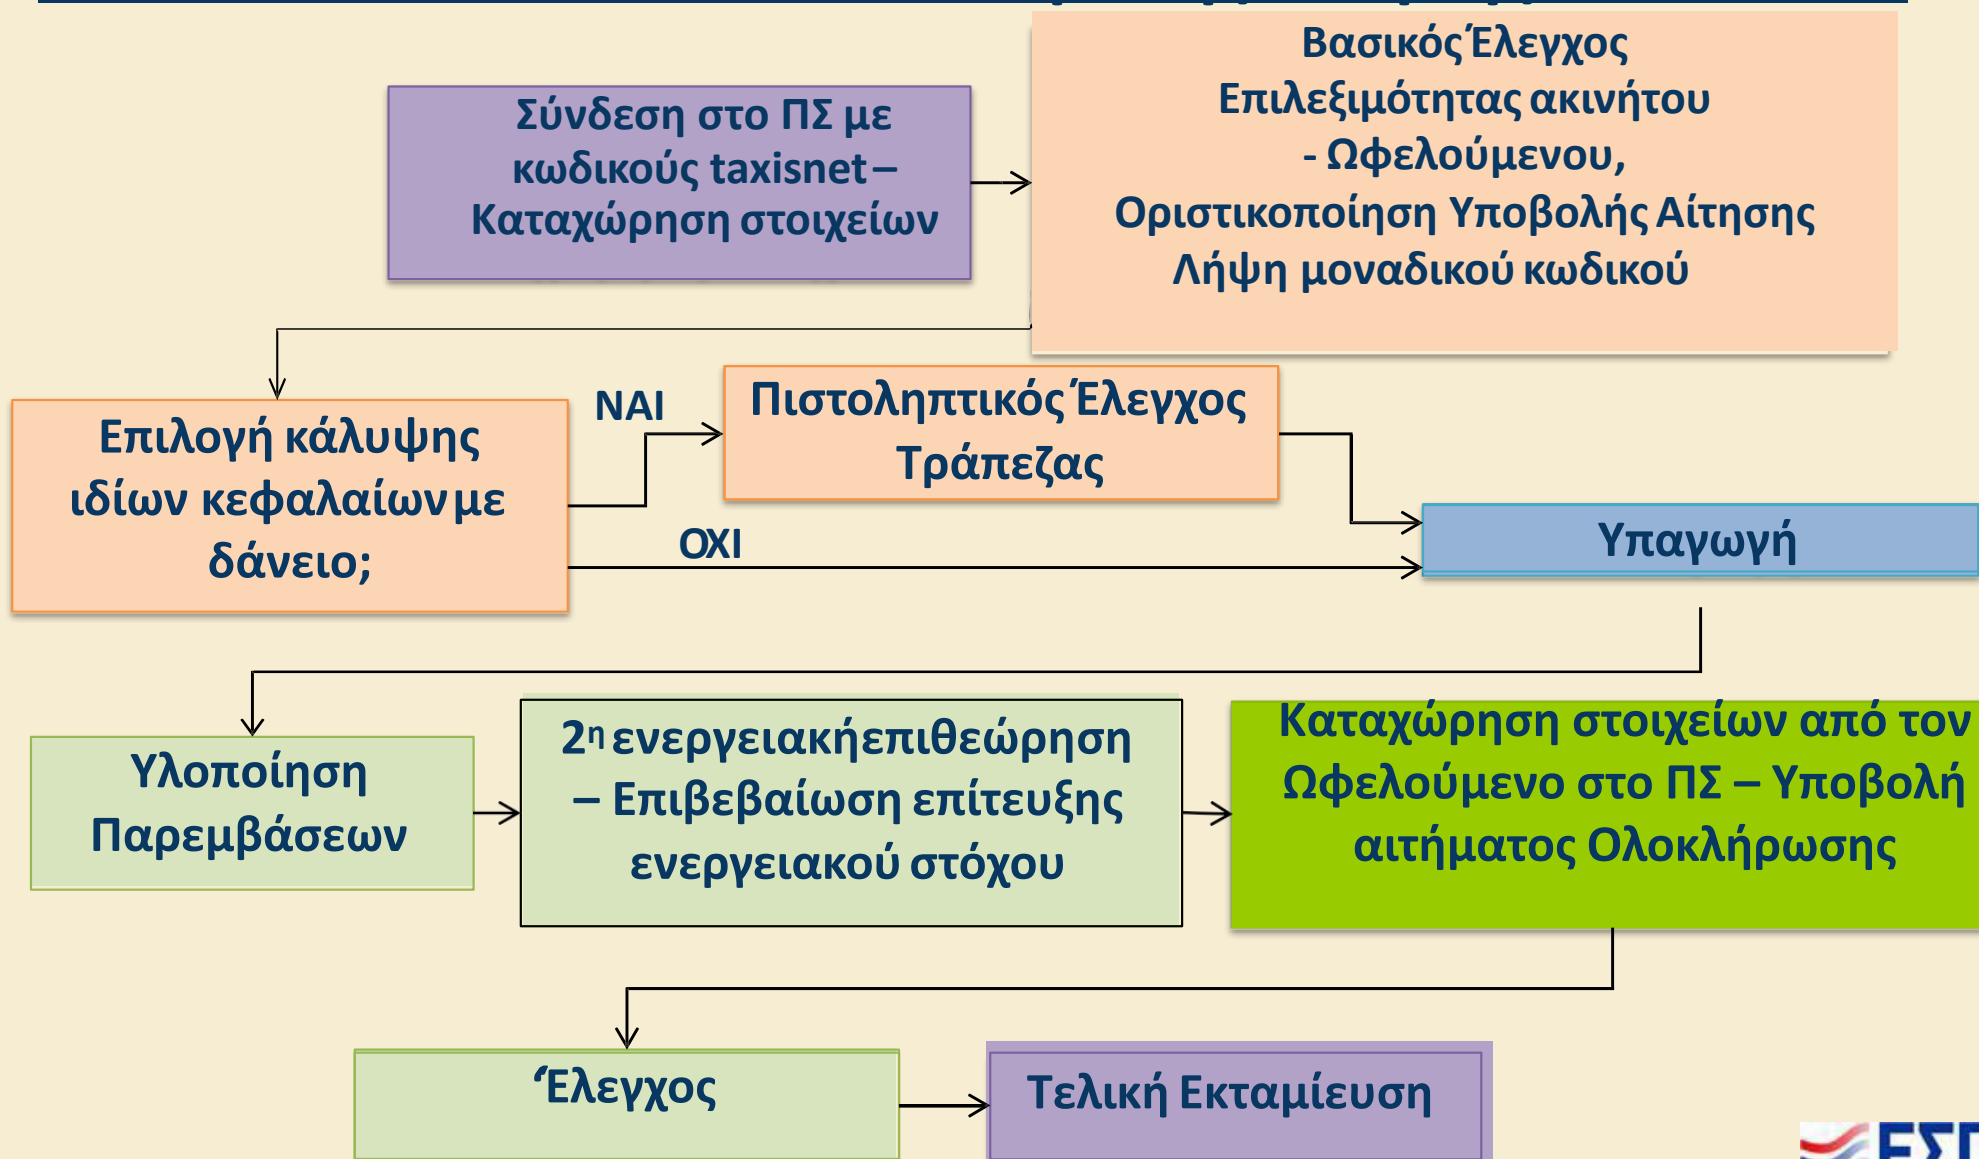 Σύνδεση στο ΠΣ με
κωδικούς taxisnet –
Καταχώρηση στοιχείων
Βασικός Έλεγχος
Επιλεξιμότητας ακινήτου
- Ωφελούμενου,
Οριστικοποίηση Υποβολής Αίτησης
Λήψη μοναδικού κωδικού
Επιλογή κάλυψης
ιδίων κεφαλαίων με
δάνειο;
ΝΑΙ
Πιστοληπτικός Έλεγχος
Τράπεζας
ΟΧΙ
Υπαγωγή
Υλοποίηση
Παρεμβάσεων
2η ενεργειακή επιθεώρηση
– Επιβεβαίωση επίτευξης
ενεργειακού στόχου
Καταχώρηση στοιχείων από τον
Ωφελούμενο στο ΠΣ – Υποβολή
αιτήματος Ολοκλήρωσης
Έλεγχος
Τελική Εκταμίευση